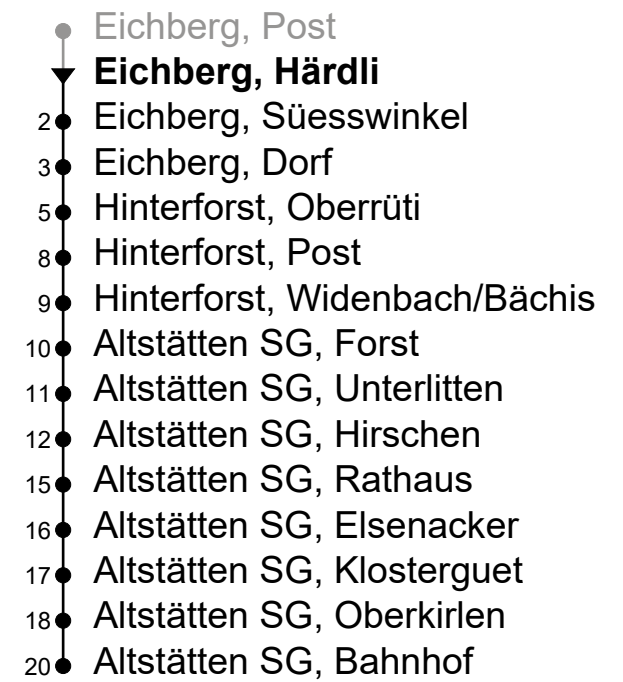 Eichberg, Post
Eichberg, Härdli
2 Eichberg, Süesswinkel
3 Eichberg, Dorf
5 Hinterforst, Oberrüti
8 Hinterforst, Post
9 Hinterforst, Widenbach/Bächis
10 Altstätten SG, Forst
11 Altstätten SG, Unterlitten
12 Altstätten SG, Hirschen
15 Altstätten SG, Rathaus
16 Altstätten SG, Elsenacker
17 Altstätten SG, Klosterguet
18 Altstätten SG, Oberkirlen
20 Altstätten SG, Bahnhof